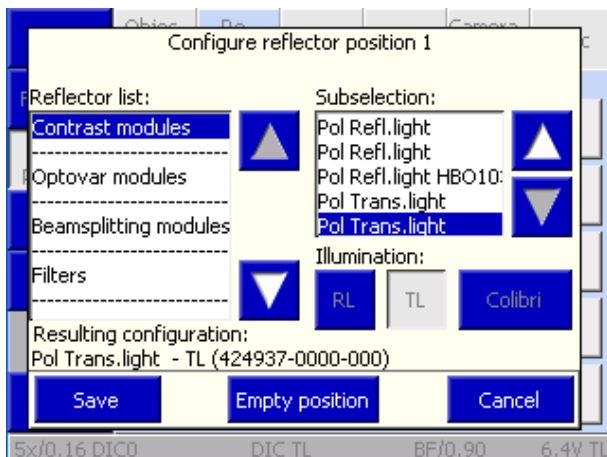 Configure reflector position 1
Reflector list:
Contrast modules
Optovar modules
Beamsplitting modules
Filters
Subselection:
Pol Refl.light
Pol Refl.light
Pol Refl.light HBO10
Pol Trans.light
Pol Trans.light
Illumination:
RL TL Colibri
Resulting configuration:
Pol Trans.light - TL (424937-0000-000)
Save Empty position Cancel
5x/0.16 DIC0 DIC TL BF/0.90 6.4V TL